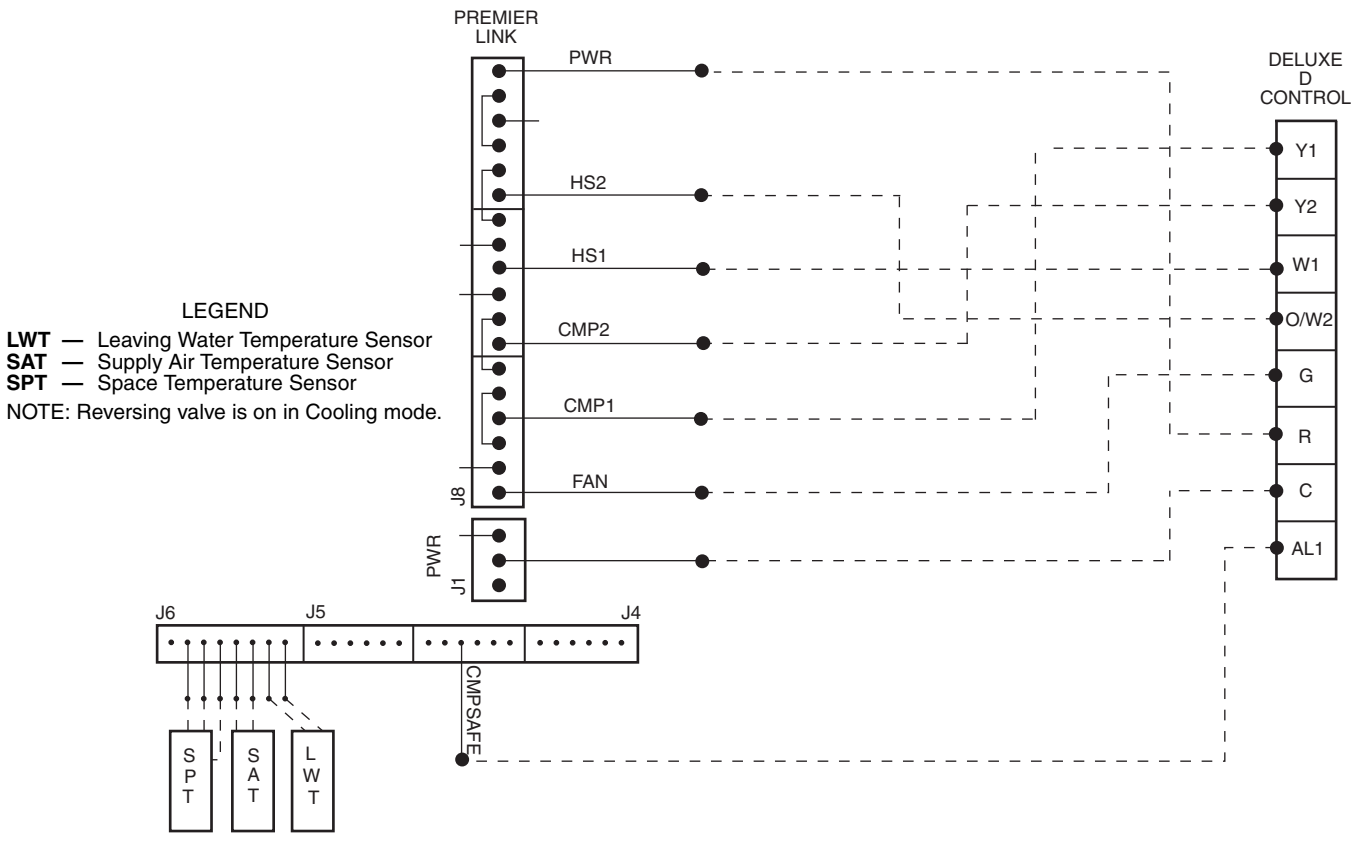 PREMIER
LINK
PWR
HS2
HS1
CMP2
CMP1
FAN
J8
PWR
J1
DELUXE
D
CONTROL
Y1
Y2
W1
O/W2
G
R
C
AL1
LEGEND
LWT — Leaving Water Temperature Sensor
SAT — Supply Air Temperature Sensor
SPT — Space Temperature Sensor
NOTE: Reversing valve is on in Cooling mode.
J6
J5
J4
CMPSAFE
SPT
SAT
LWT